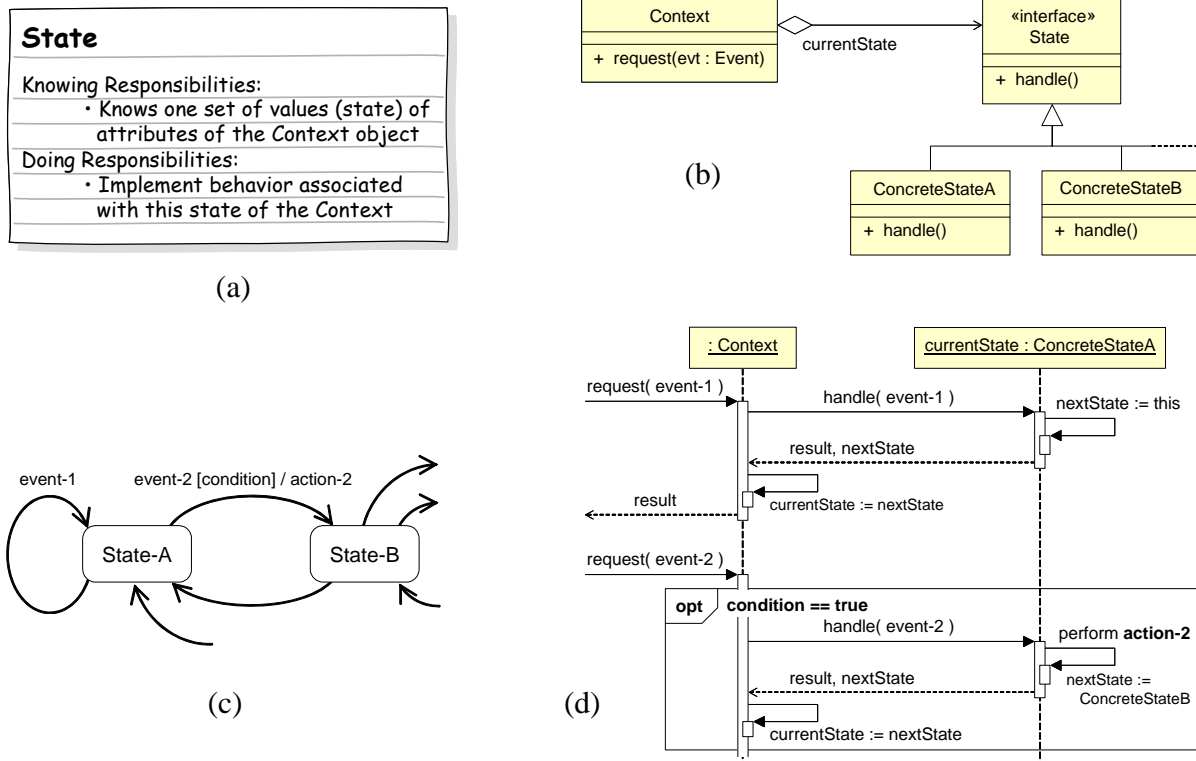 State
Knowing Responsibilities:
• Knows one set of values (state) of
attributes of the Context object
Doing Responsibilities:
• Implement behavior associated
with this state of the Context
(a)
Context
+ request(evt : Event)
currentState
«interface»
State
+ handle()
ConcreteStateA
+ handle()
ConcreteStateB
+ handle()
(b)
event-1
event-2 [condition] / action-2
State-A
State-B
(c)
: Context
currentState : ConcreteStateA
request( event-1 )
handle( event-1 )
nextState := this
result, nextState
currentState := nextState
result
request( event-2 )
opt
condition == true
handle( event-2 )
perform action-2
result, nextState
nextState :=
ConcreteStateB
currentState := nextState
(d)